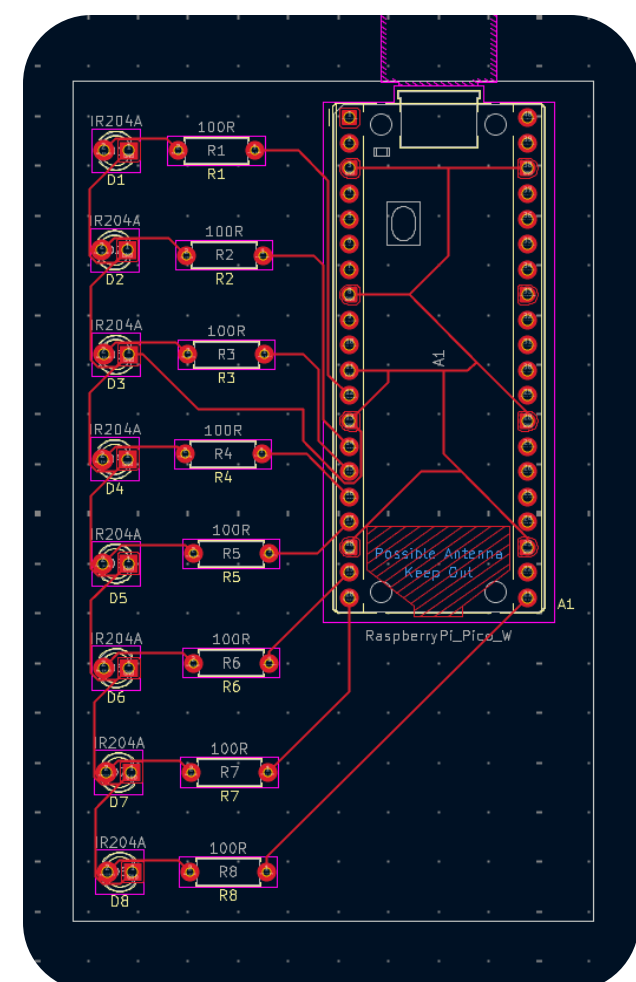 IR204A
100R
R1
R1
D1
IR204A
100R
R2
R2
D2
IR204A
100R
R3
R3
D3
A1
IR204A
100R
R4
R4
D4
IR204A
100R
R5
R5
D5
Possible Antenna
Keep Out
A1
RaspberryPi_Pico_W
IR204A
100R
R6
R6
D6
IR204A
100R
R7
R7
D7
IR204A
100R
R8
R8
D8